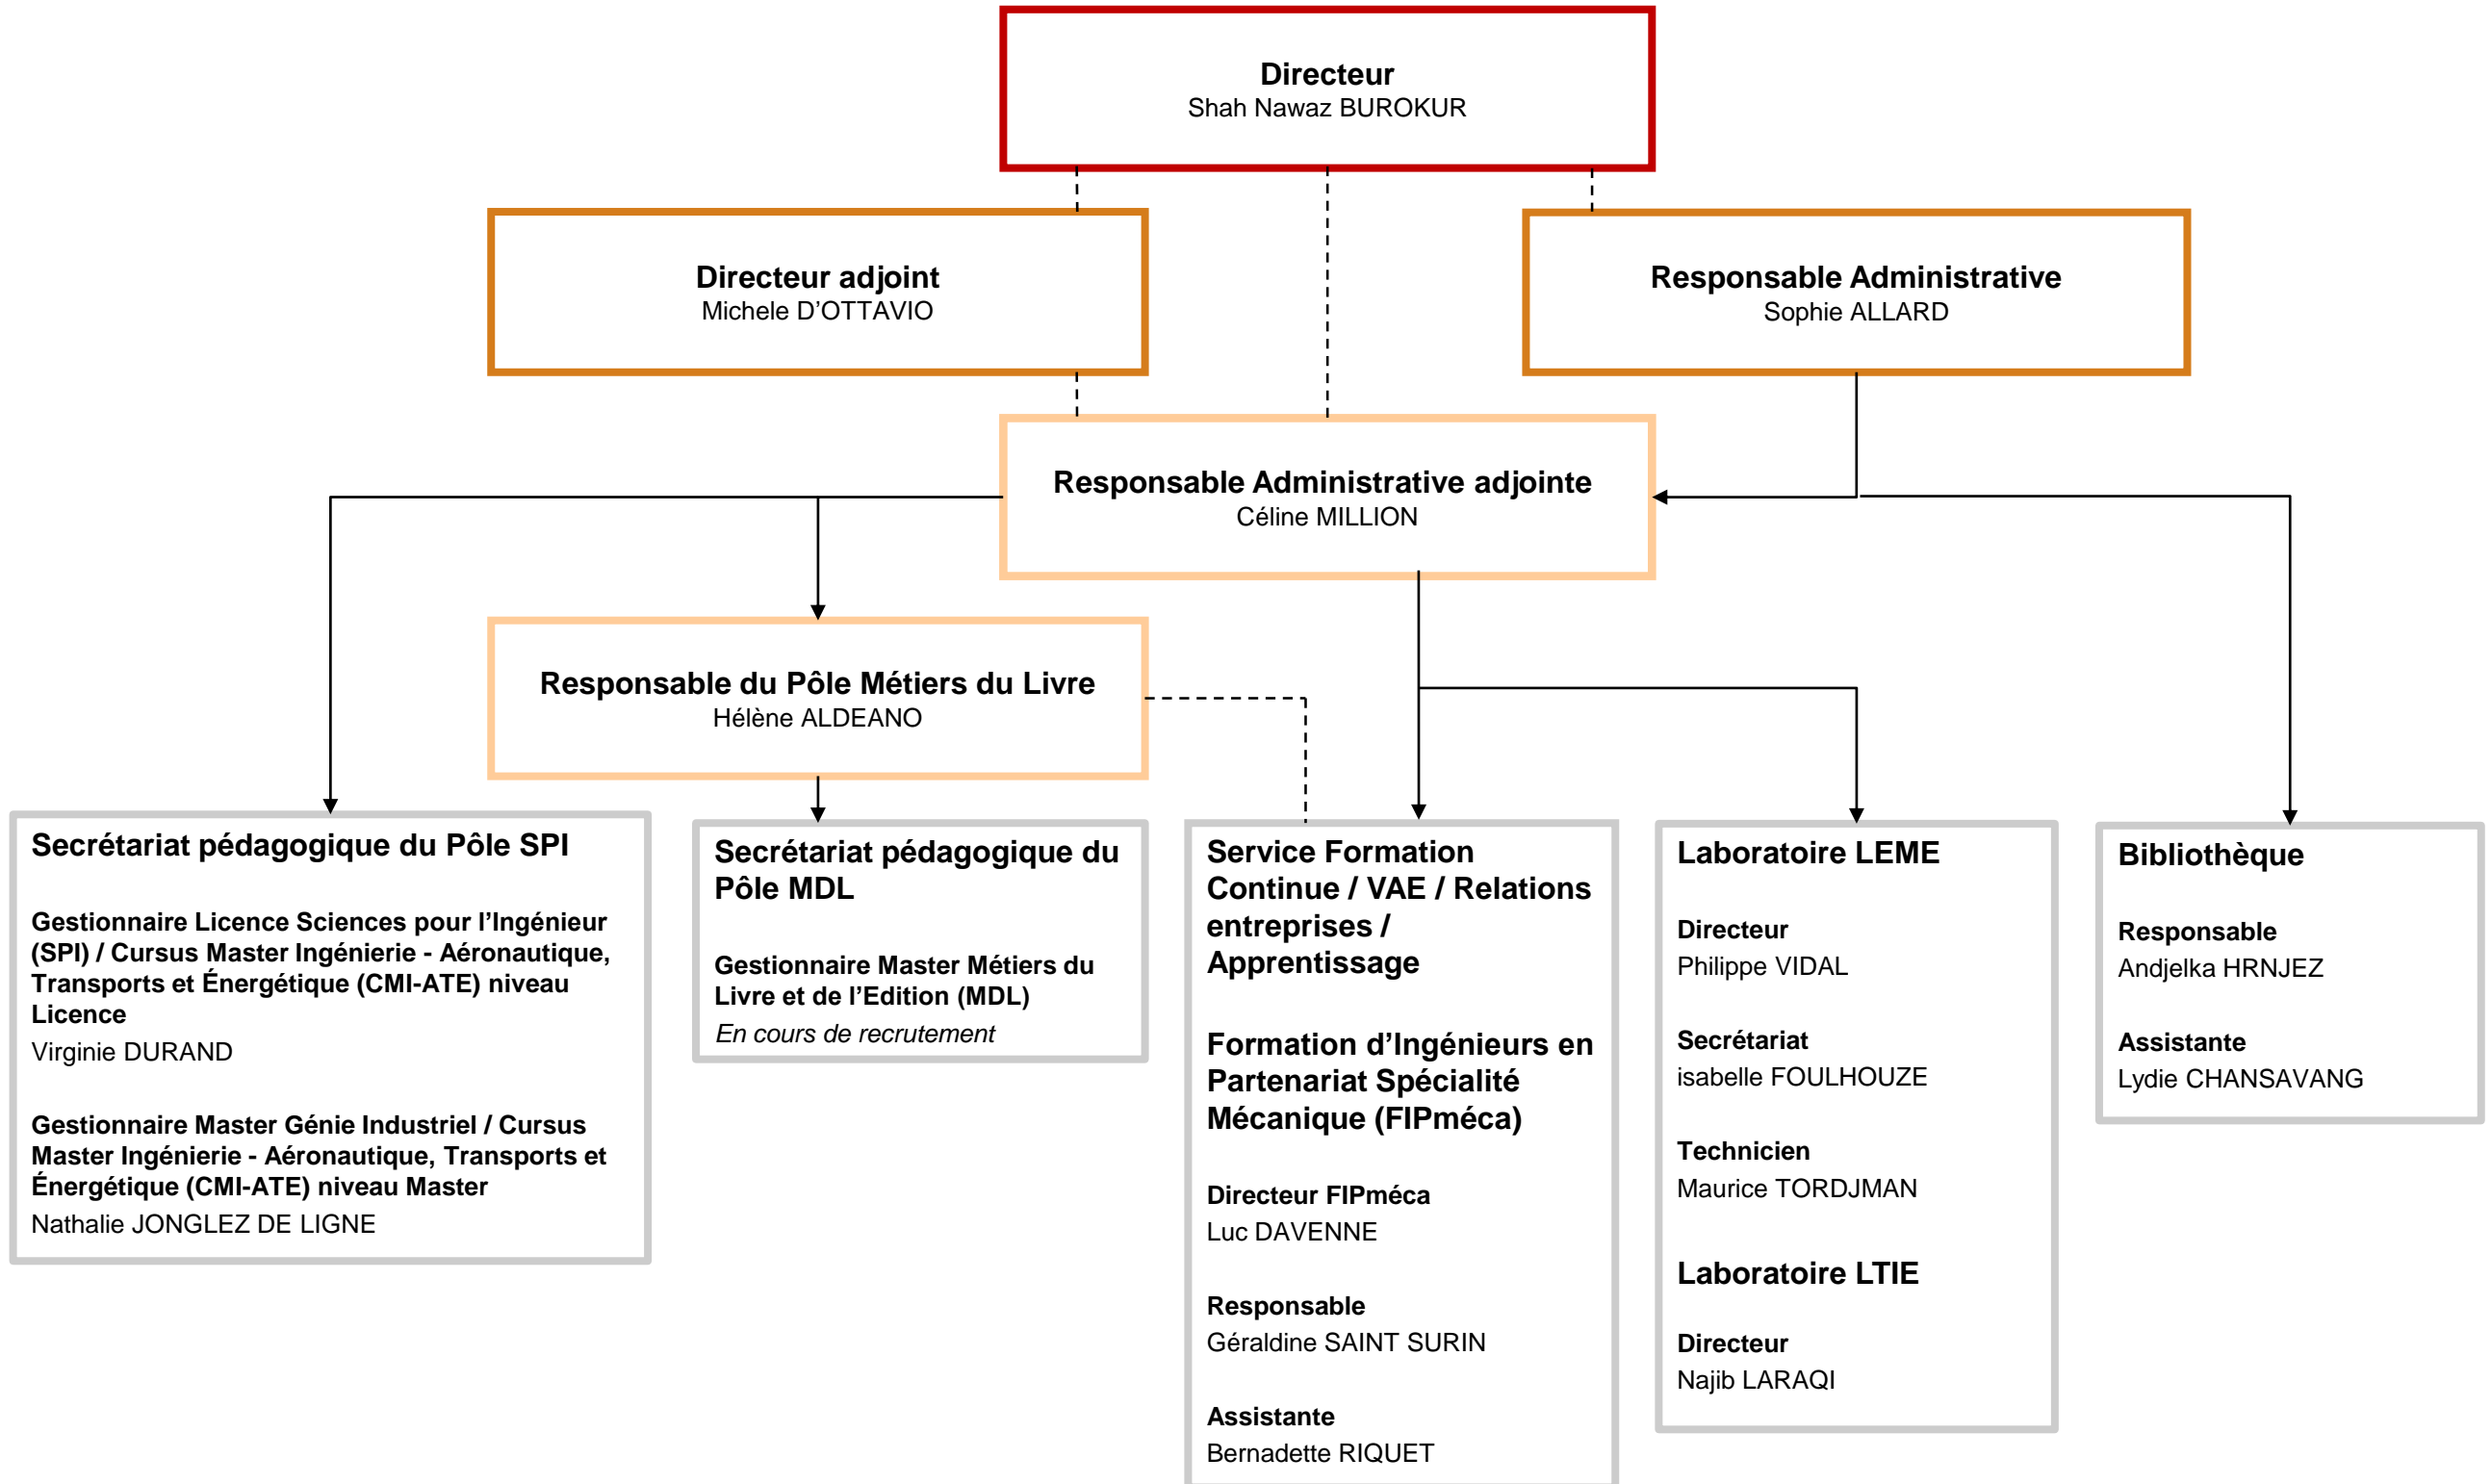 Directeur
Shah Nawaz BUROKUR
Directeur adjoint
Michele D’OTTAVIO
Responsable Administrative
Sophie ALLARD
Responsable Administrative adjointe
Céline MILLION
Responsable du Pôle Métiers du Livre
Hélène ALDEANO
Secrétariat pédagogique du Pôle SPI
Gestionnaire Licence Sciences pour l’Ingénieur
(SPI) / Cursus Master Ingénierie - Aéronautique,
Transports et Énergétique (CMI-ATE) niveau
Licence
Virginie DURAND
Gestionnaire Master Génie Industriel / Cursus
Master Ingénierie - Aéronautique, Transports et
Énergétique (CMI-ATE) niveau Master
Nathalie JONGLEZ DE LIGNE
Secrétariat pédagogique du
Pôle MDL
Gestionnaire Master Métiers du
Livre et de l’Edition (MDL)
En cours de recrutement
Service Formation
Continue / VAE / Relations
entreprises /
Apprentissage
Formation d’Ingénieurs en
Partenariat Spécialité
Mécanique (FIPméca)
Directeur FIPméca
Luc DAVENNE
Responsable
Géraldine SAINT SURIN
Assistante
Bernadette RIQUET
Laboratoire LEME
Directeur
Philippe VIDAL
Secrétariat
isabelle FOULHOUZE
Technicien
Maurice TORDJMAN
Laboratoire LTIE
Directeur
Najib LARAQI
Bibliothèque
Responsable
Andjelka HRNJEZ
Assistante
Lydie CHANSAVANG